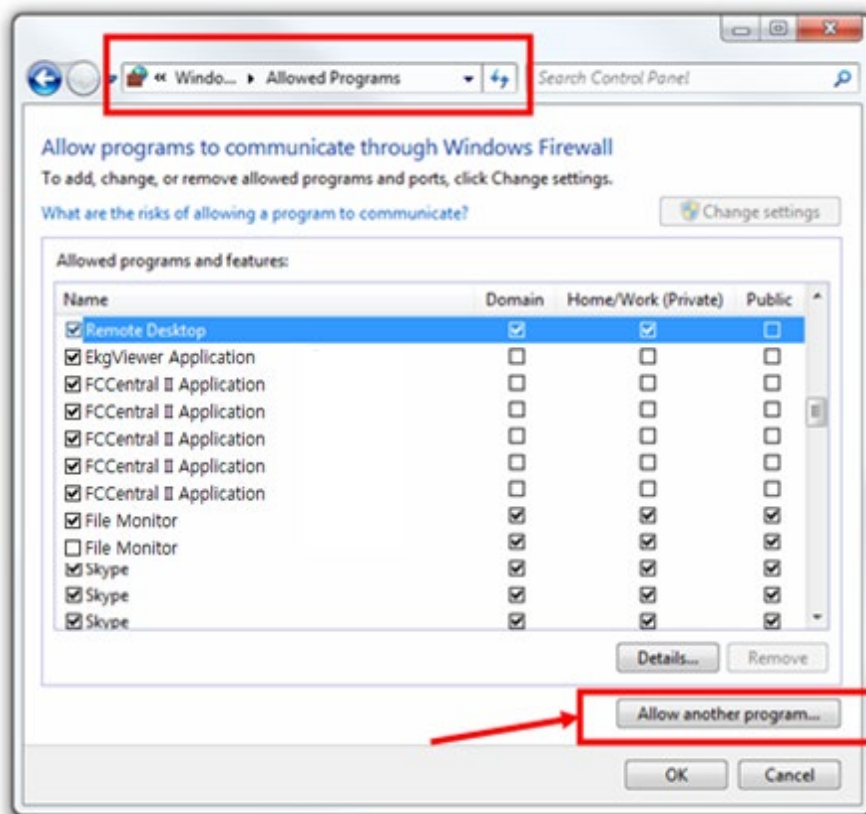 « Windo... ▸ Allowed Programs Search Control Panel
Allow programs to communicate through Windows Firewall
To add, change, or remove allowed programs and ports, click Change settings.
What are the risks of allowing a program to communicate? Change settings
Allowed programs and features:
Name Domain Home/Work (Private) Public
Remote Desktop
EkgViewer Application
FCCentral Ⅱ Application
FCCentral Ⅱ Application
FCCentral Ⅱ Application
FCCentral Ⅱ Application
FCCentral Ⅱ Application
File Monitor
File Monitor
Skype
Skype
Skype
Details... Remove
Allow another program...
OK Cancel